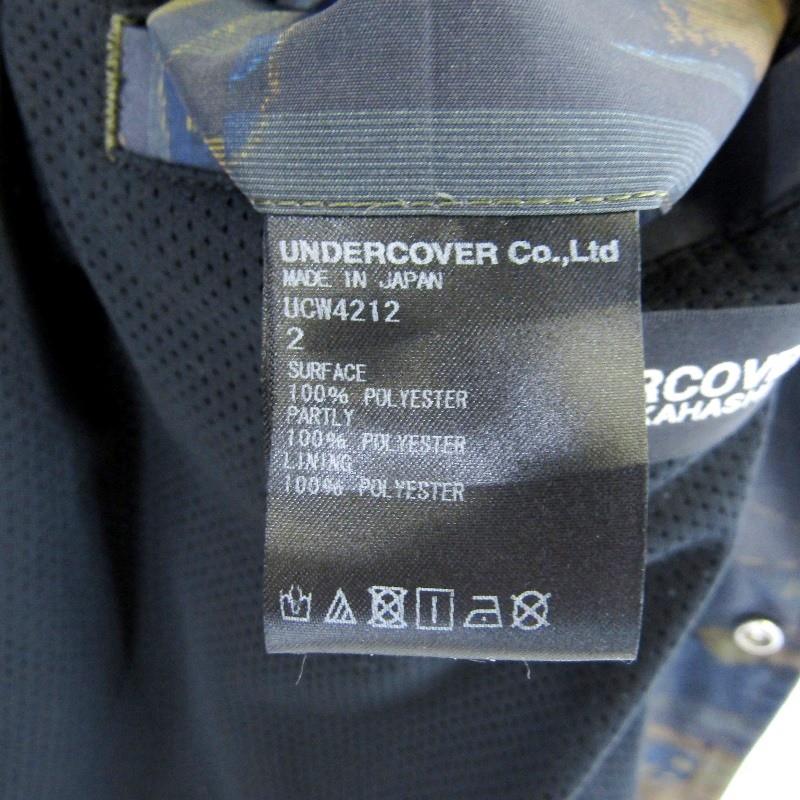 UNDERCOVER Co.,Ltd
MADE IN JAPAN
UCW4212
2
SURFACE
100% POLYESTER
PARTLY
100% POLYESTER
LINING
100% POLYESTER